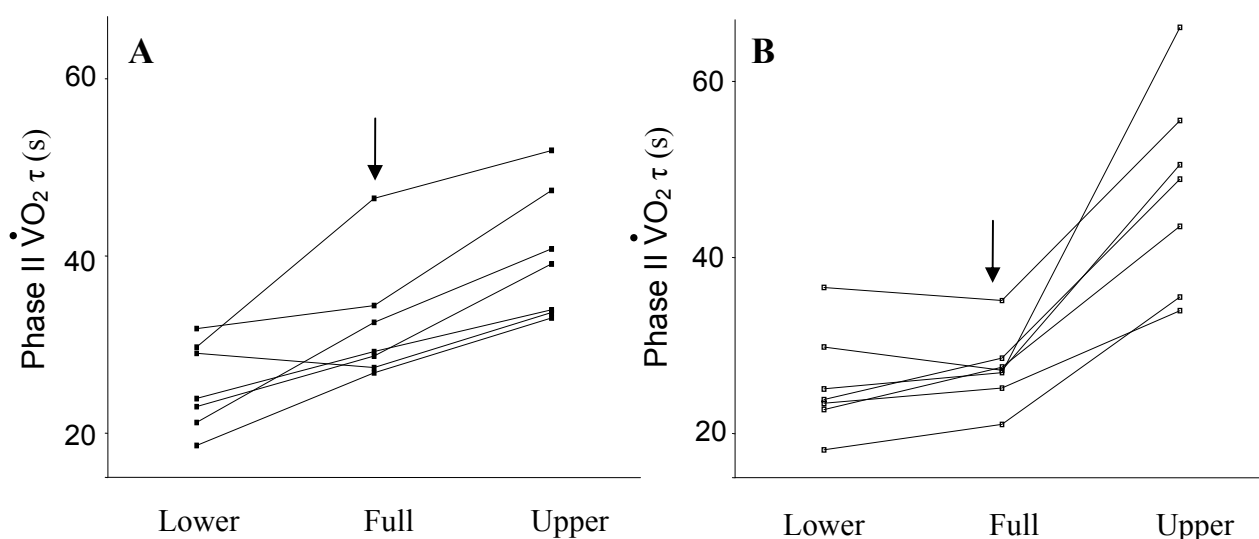 A
60
40
20
Phase II V̇O₂ τ (s)
Lower Full Upper
B
60
40
20
Phase II V̇O₂ τ (s)
Lower Full Upper